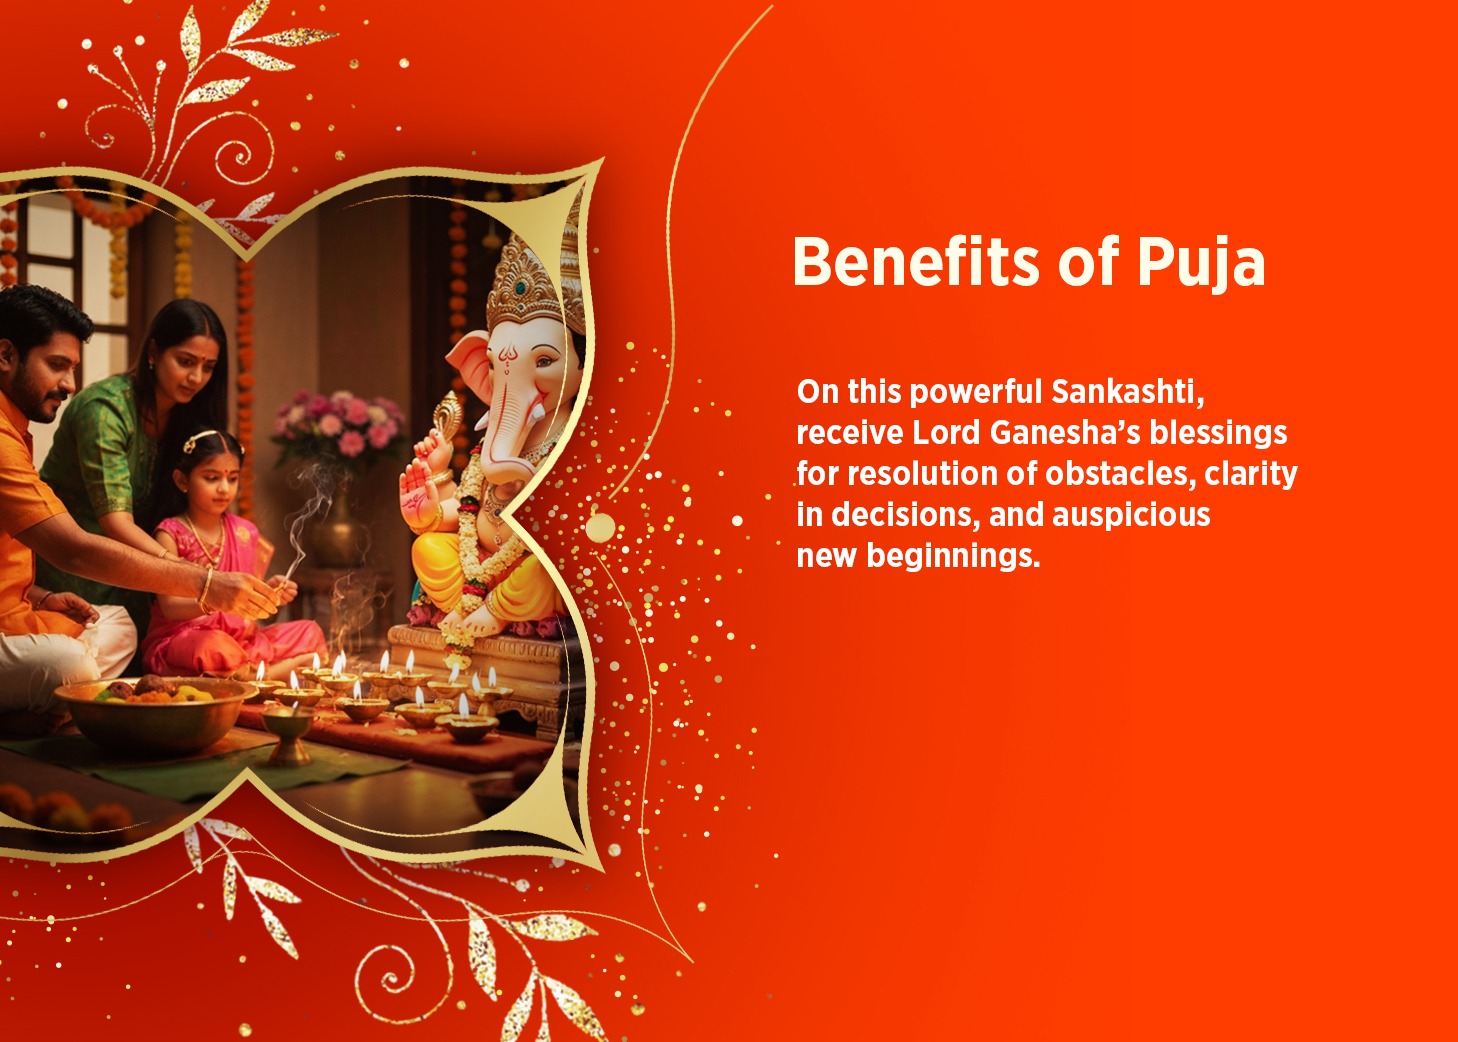 Benefits of Puja
On this powerful Sankashti,
receive Lord Ganesha’s blessings
for resolution of obstacles, clarity
in decisions, and auspicious
new beginnings.